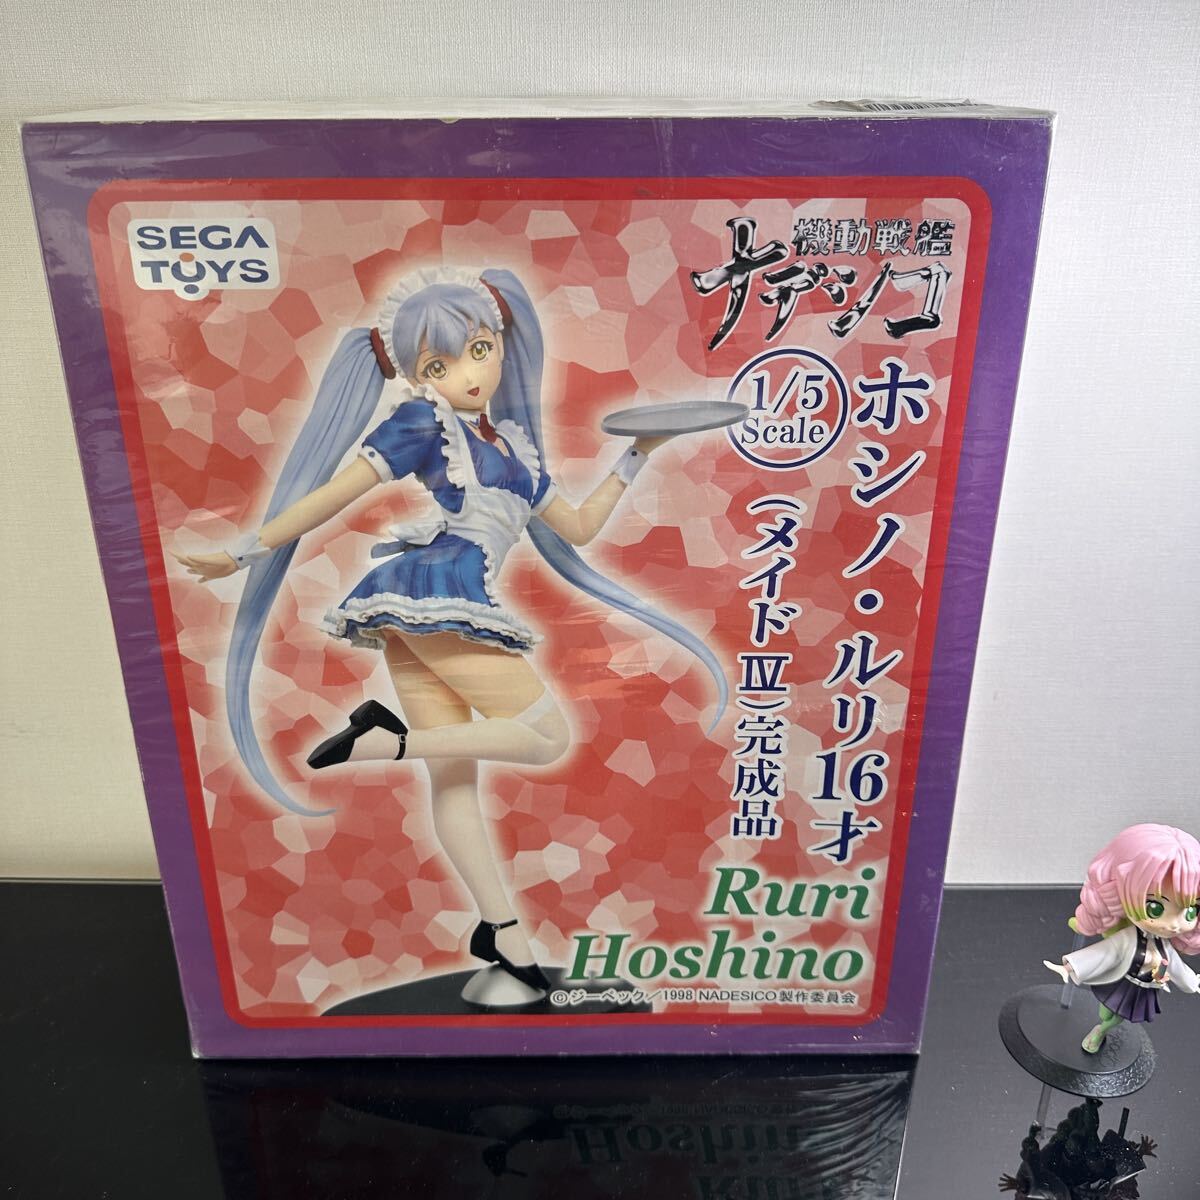 SEGA
TOYS
機動戦艦
ナデシコ
1/5
Scale
ホシノ・ルリ16才
(メイドⅣ)完成品
Ruri
Hoshino
©ジーベック/1998 NADESICO製作委員会